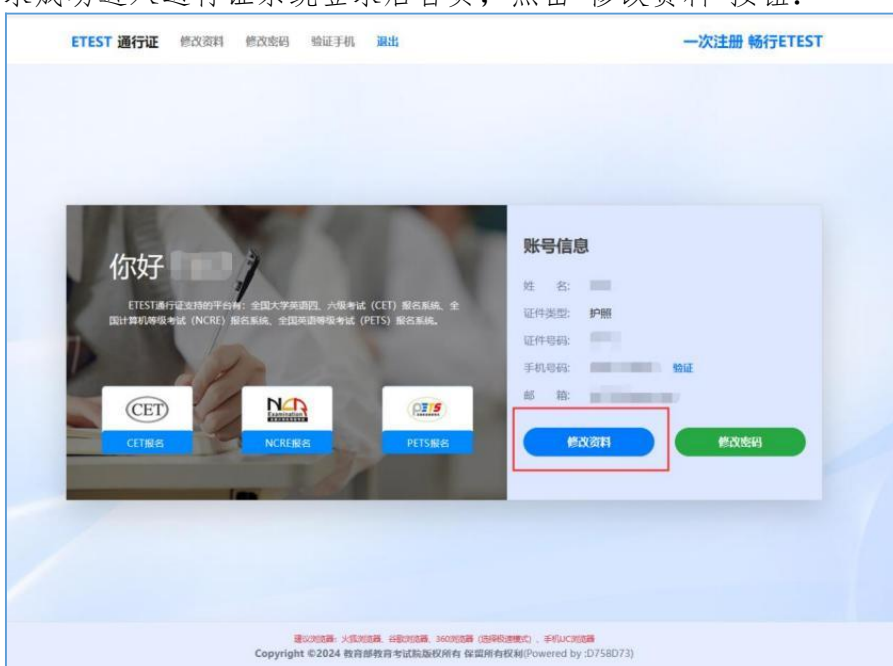 录成功进入通行证系统登录后首页，点击“修改资料”按钮：
ETEST 通行证 修改资料 修改密码 验证手机 退出 一次注册 畅行ETEST
你好
ETEST通行证支持的平台有：全国大学英语四、六级考试（CET）报名系统、全
国计算机等级考试（NCRE）报名系统、全国英语等级考试（PETS）报名系统。
CET
CET报名
NCR
Examination
NCRE报名
PETS
PETS报名
账号信息
姓 名：
证件类型： 护照
证件号码：
手机号码： 验证
邮 箱：
修改资料 修改密码
建议浏览器：火狐浏览器、谷歌浏览器、360浏览器（选择极速模式）、手机UC浏览器
Copyright ©2024 教育部教育考试院版权所有 保留所有权利(Powered by :D758D73)